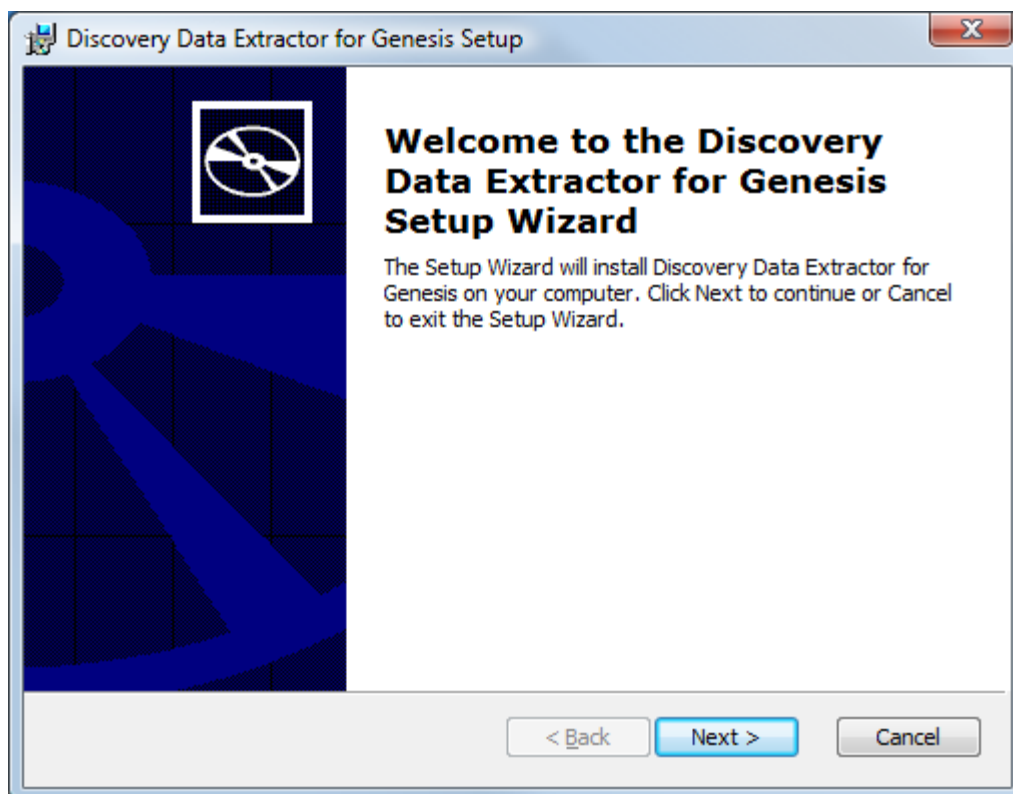 Discovery Data Extractor for Genesis Setup
Welcome to the Discovery
Data Extractor for Genesis
Setup Wizard
The Setup Wizard will install Discovery Data Extractor for
Genesis on your computer. Click Next to continue or Cancel
to exit the Setup Wizard.
< Back Next > Cancel